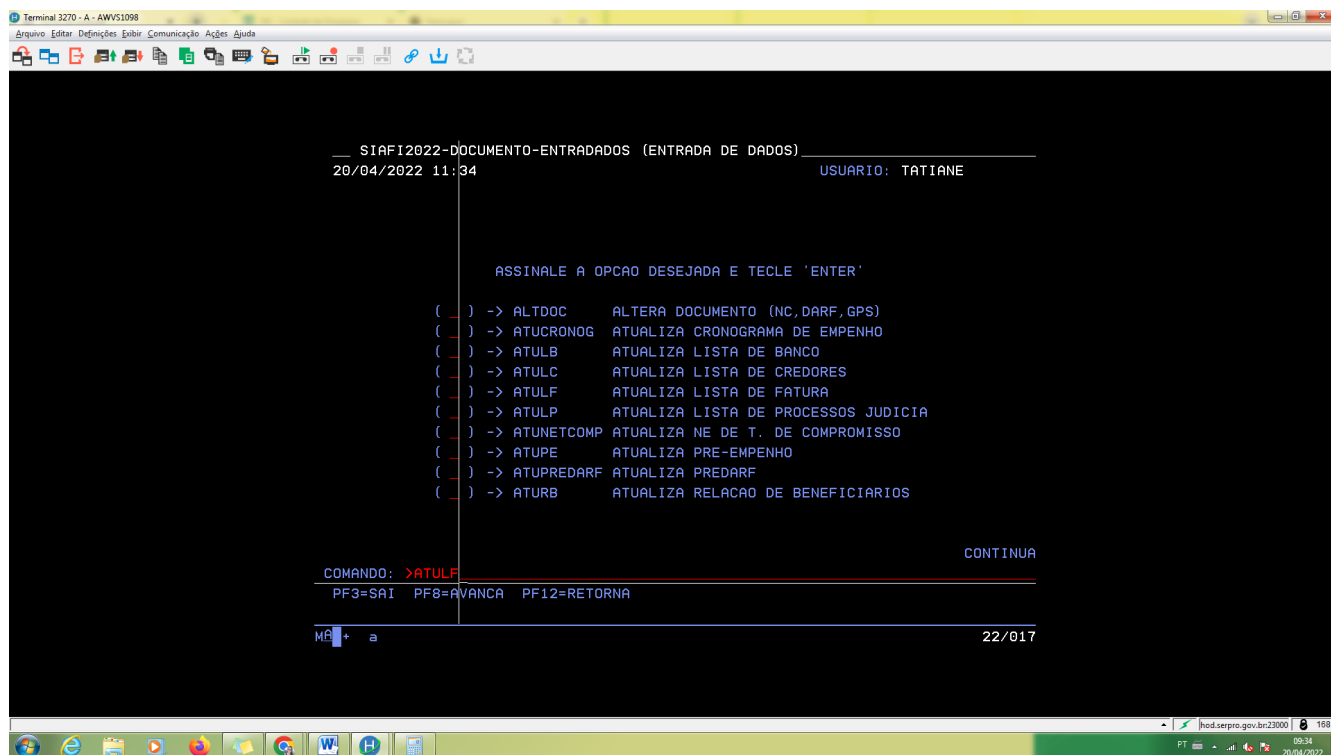 Terminal 3270 - A - AWVS1098
Arquivo Editar Definições Exibir Comunicação Ações Ajuda
__ SIAFI2022-DOCUMENTO-ENTRADADOS (ENTRADA DE DADOS)
20/04/2022 11:34 USUARIO: TATIANE
ASSINALE A OPCAO DESEJADA E TECLE 'ENTER'
( _ ) -> ALTDOC ALTERA DOCUMENTO (NC,DARF,GPS)
( _ ) -> ATUCRONOG ATUALIZA CRONOGRAMA DE EMPENHO
( _ ) -> ATULB ATUALIZA LISTA DE BANCO
( _ ) -> ATULC ATUALIZA LISTA DE CREDORES
( _ ) -> ATULF ATUALIZA LISTA DE FATURA
( _ ) -> ATULP ATUALIZA LISTA DE PROCESSOS JUDICIA
( _ ) -> ATUNETCOMP ATUALIZA NE DE T. DE COMPROMISSO
( _ ) -> ATUPE ATUALIZA PRE-EMPENHO
( _ ) -> ATUPREDARF ATUALIZA PREDARF
( _ ) -> ATURB ATUALIZA RELACAO DE BENEFICIARIOS
CONTINUA
COMANDO: >ATULF
PF3=SAI PF8=AVANCA PF12=RETORNA
MA + a 22/017
hod.serpro.gov.br:23000 168
PT 09:34
20/04/2022